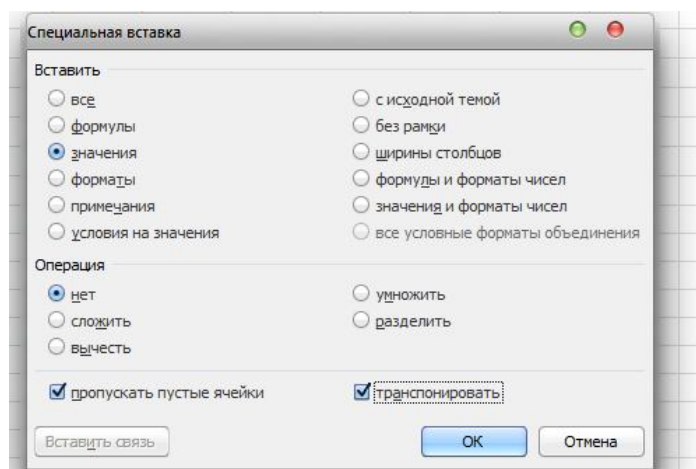 Специальная вставка
Вставить
все
с исходной темой
формулы
без рамки
значения
ширины столбцов
форматы
формулы и форматы чисел
примечания
значения и форматы чисел
условия на значения
все условные форматы объединения
Операция
нет
умножить
сложить
разделить
вычесть
пропускать пустые ячейки
транспонировать
Вставить связь
ОК
Отмена